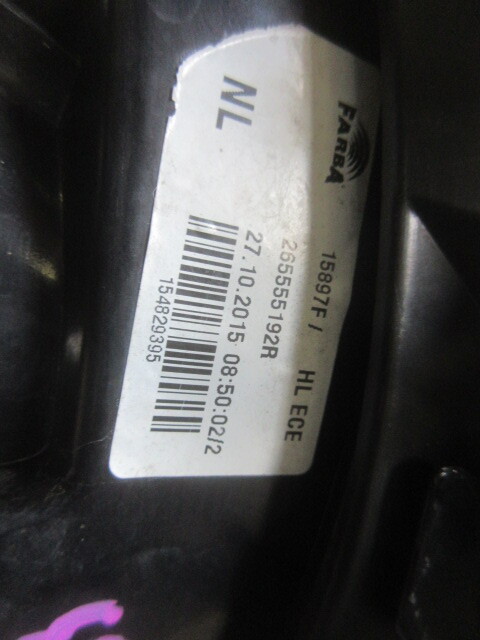 FARBA
NL
15897F / HL ECE
265555192R
27.10.2015 08:50:02/2
154829395